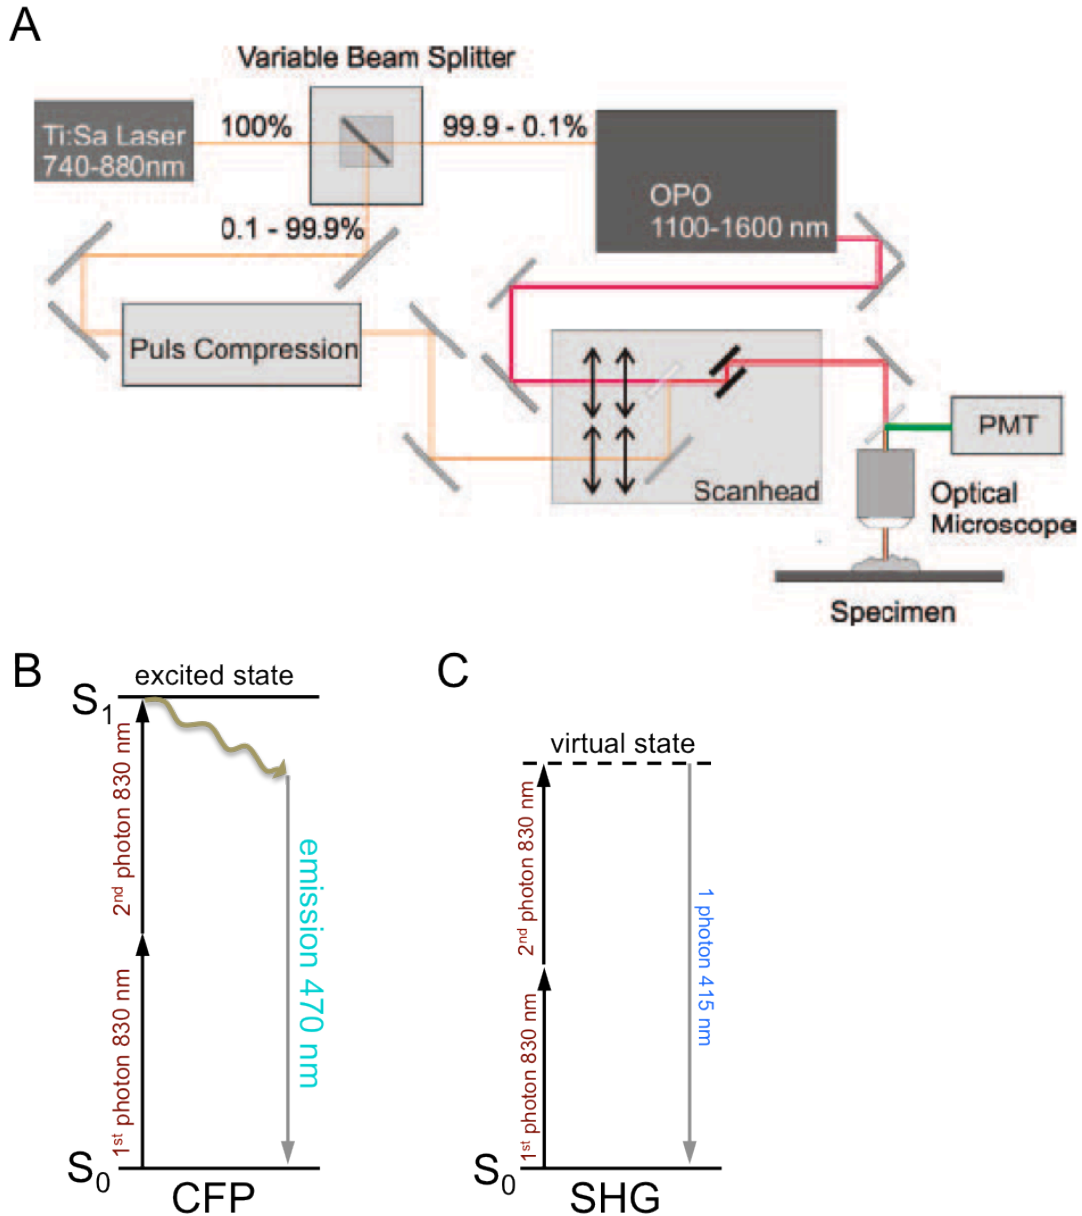 A
Variable Beam Splitter
Ti:Sa Laser
740-880nm
100%
99.9 - 0.1%
OPO
1100-1600 nm
0.1 - 99.9%
Puls Compression
Scanhead
PMT
Optical
Microscope
Specimen
B
excited state
S1
2nd photon 830 nm
1st photon 830 nm
emission 470 nm
S0
CFP
C
virtual state
2nd photon 830 nm
1st photon 830 nm
1 photon 415 nm
S0
SHG